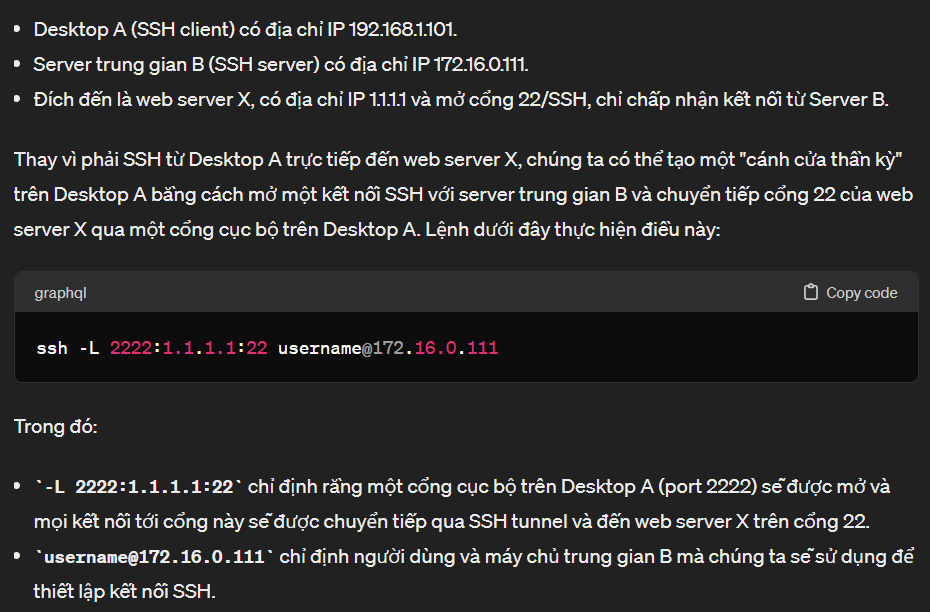 Desktop A (SSH client) có địa chỉ IP 192.168.1.101.
Server trung gian B (SSH server) có địa chỉ IP 172.16.0.111.
Đích đến là web server X, có địa chỉ IP 1.1.1.1 và mở cổng 22/SSH, chỉ chấp nhận kết nối từ Server B.
Thay vì phải SSH từ Desktop A trực tiếp đến web server X, chúng ta có thể tạo một "cánh cửa thần kỳ"
trên Desktop A bằng cách mở một kết nối SSH với server trung gian B và chuyển tiếp cổng 22 của web
server X qua một cổng cục bộ trên Desktop A. Lệnh dưới đây thực hiện điều này:
graphql
Copy code
ssh -L 2222:1.1.1.1:22 username@172.16.0.111
Trong đó:
`-L 2222:1.1.1.1:22` chỉ định rằng một cổng cục bộ trên Desktop A (port 2222) sẽ được mở và
mọi kết nối tới cổng này sẽ được chuyển tiếp qua SSH tunnel và đến web server X trên cổng 22.
`username@172.16.0.111` chỉ định người dùng và máy chủ trung gian B mà chúng ta sẽ sử dụng để
thiết lập kết nối SSH.